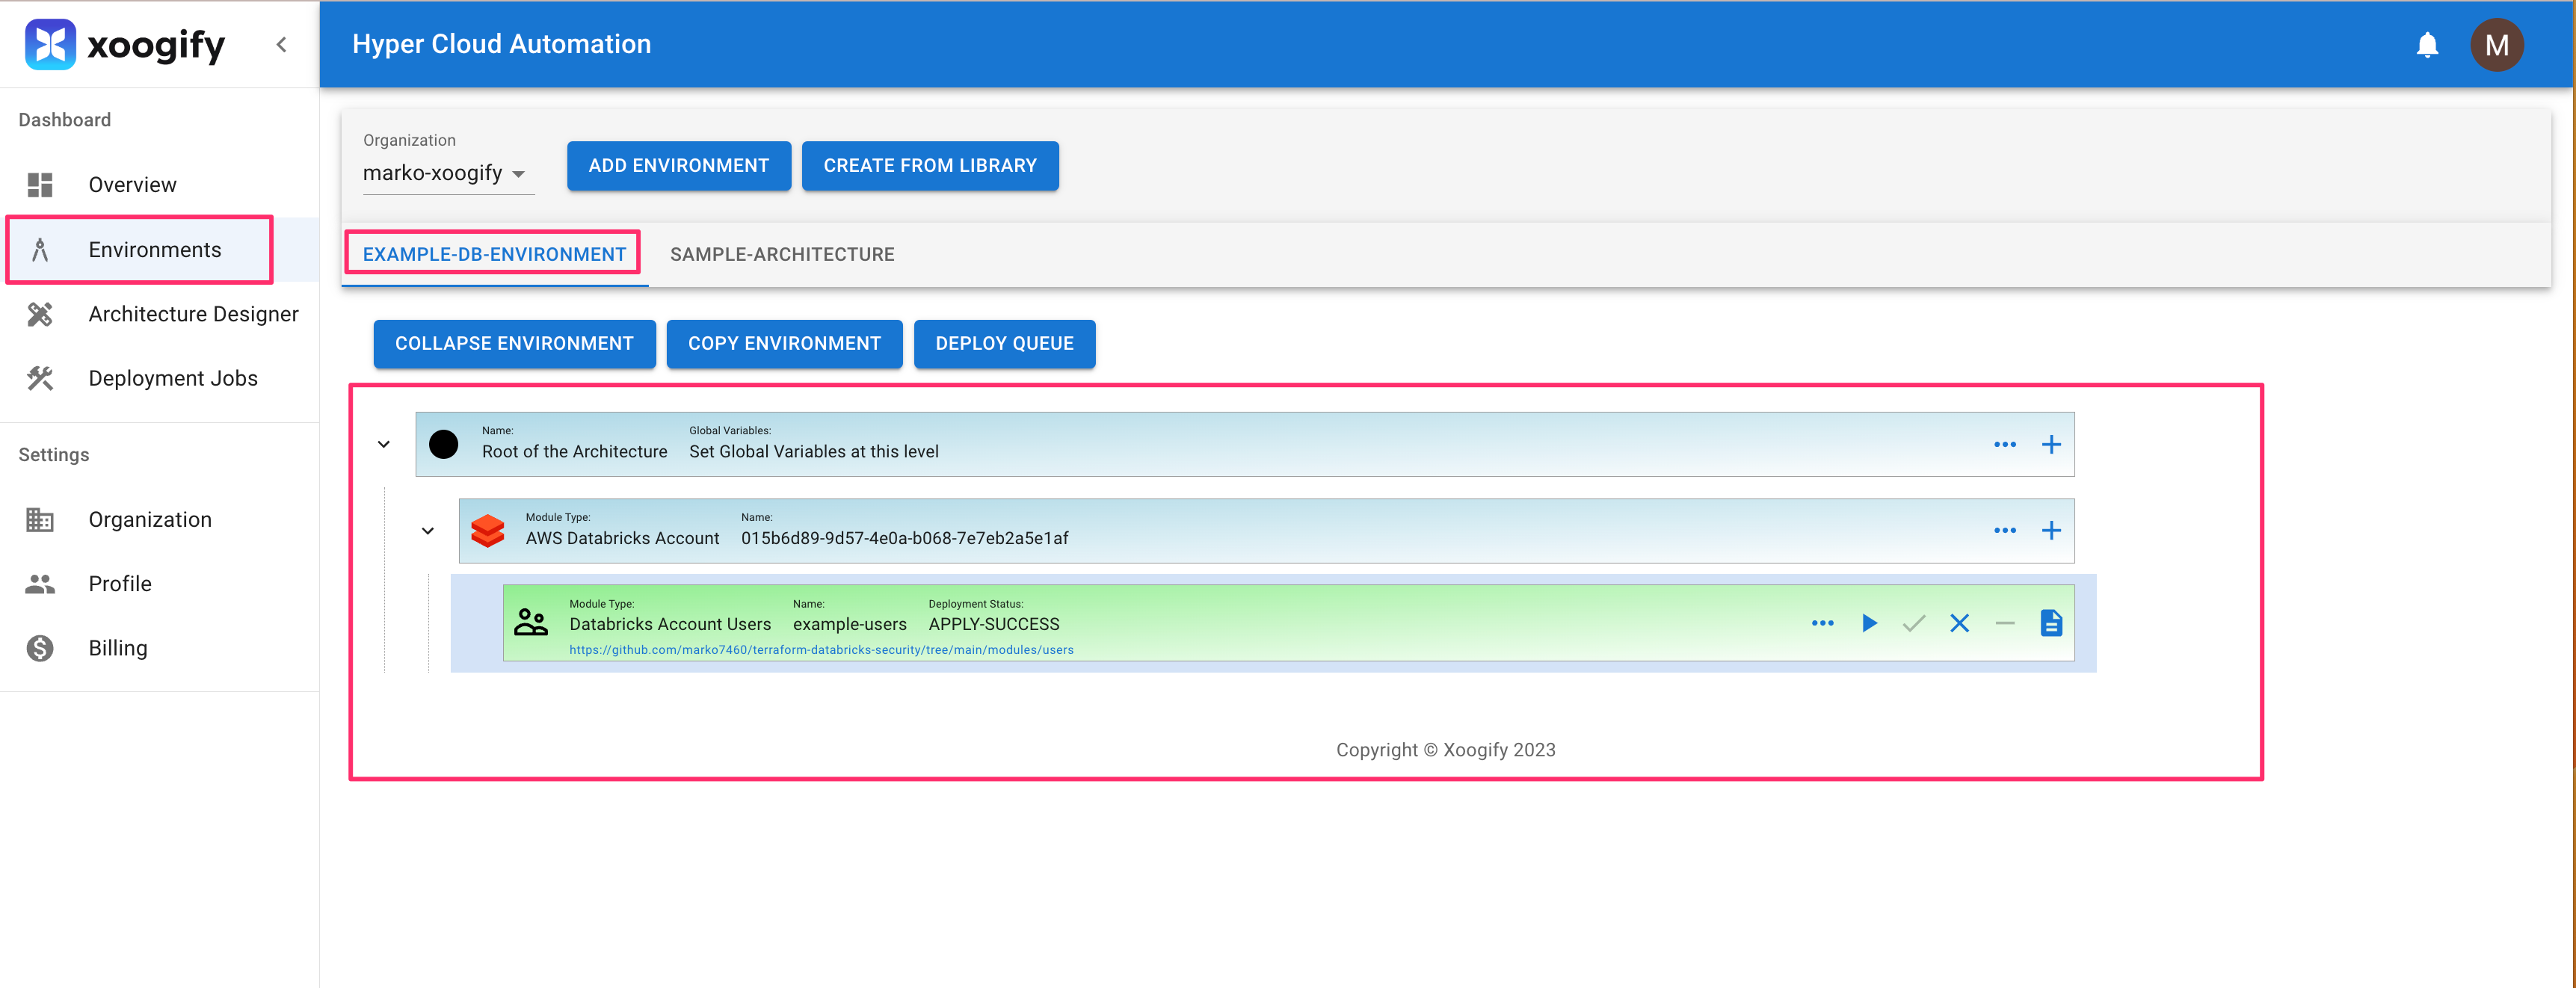 xoogify
Hyper Cloud Automation
M
Dashboard
Overview
Environments
Architecture Designer
Deployment Jobs
Settings
Organization
Profile
Billing
Organization
marko-xoogify
ADD ENVIRONMENT
CREATE FROM LIBRARY
EXAMPLE-DB-ENVIRONMENT
SAMPLE-ARCHITECTURE
COLLAPSE ENVIRONMENT
COPY ENVIRONMENT
DEPLOY QUEUE
Name:
Root of the Architecture
Global Variables:
Set Global Variables at this level
Module Type:
AWS Databricks Account
Name:
015b6d89-9d57-4e0a-b068-7e7eb2a5e1af
Module Type:
Databricks Account Users
Name:
example-users
Deployment Status:
APPLY-SUCCESS
https://github.com/marko7460/terraform-databricks-security/tree/main/modules/users
Copyright © Xoogify 2023